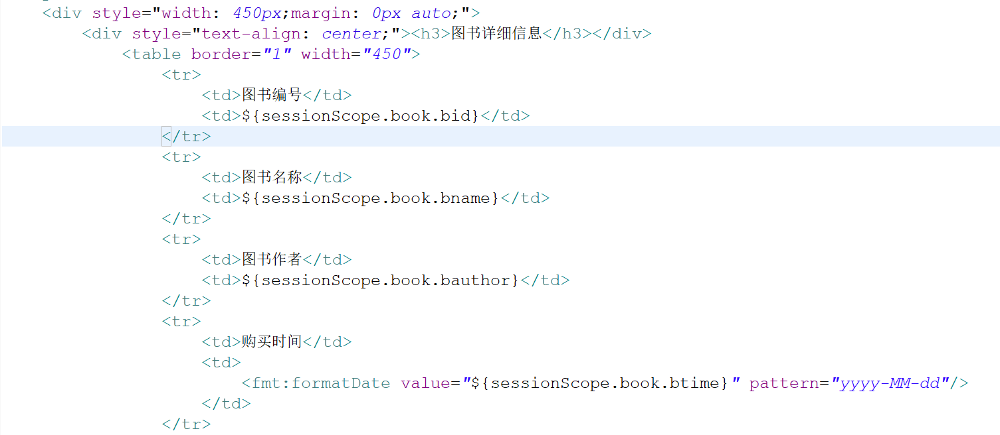 <div style="width: 450px;margin: 0px auto;">
<div style="text-align: center;"><h3>图书详细信息</h3></div>
<table border="1" width="450">
<tr>
<td>图书编号</td>
<td>${sessionScope.book.bid}</td>
</tr>
<tr>
<td>图书名称</td>
<td>${sessionScope.book.bname}</td>
</tr>
<tr>
<td>图书作者</td>
<td>${sessionScope.book.bauthor}</td>
</tr>
<tr>
<td>购买时间</td>
<td>
<fmt:formatDate value="${sessionScope.book.btime}" pattern="yyyy-MM-dd"/>
</td>
</tr>